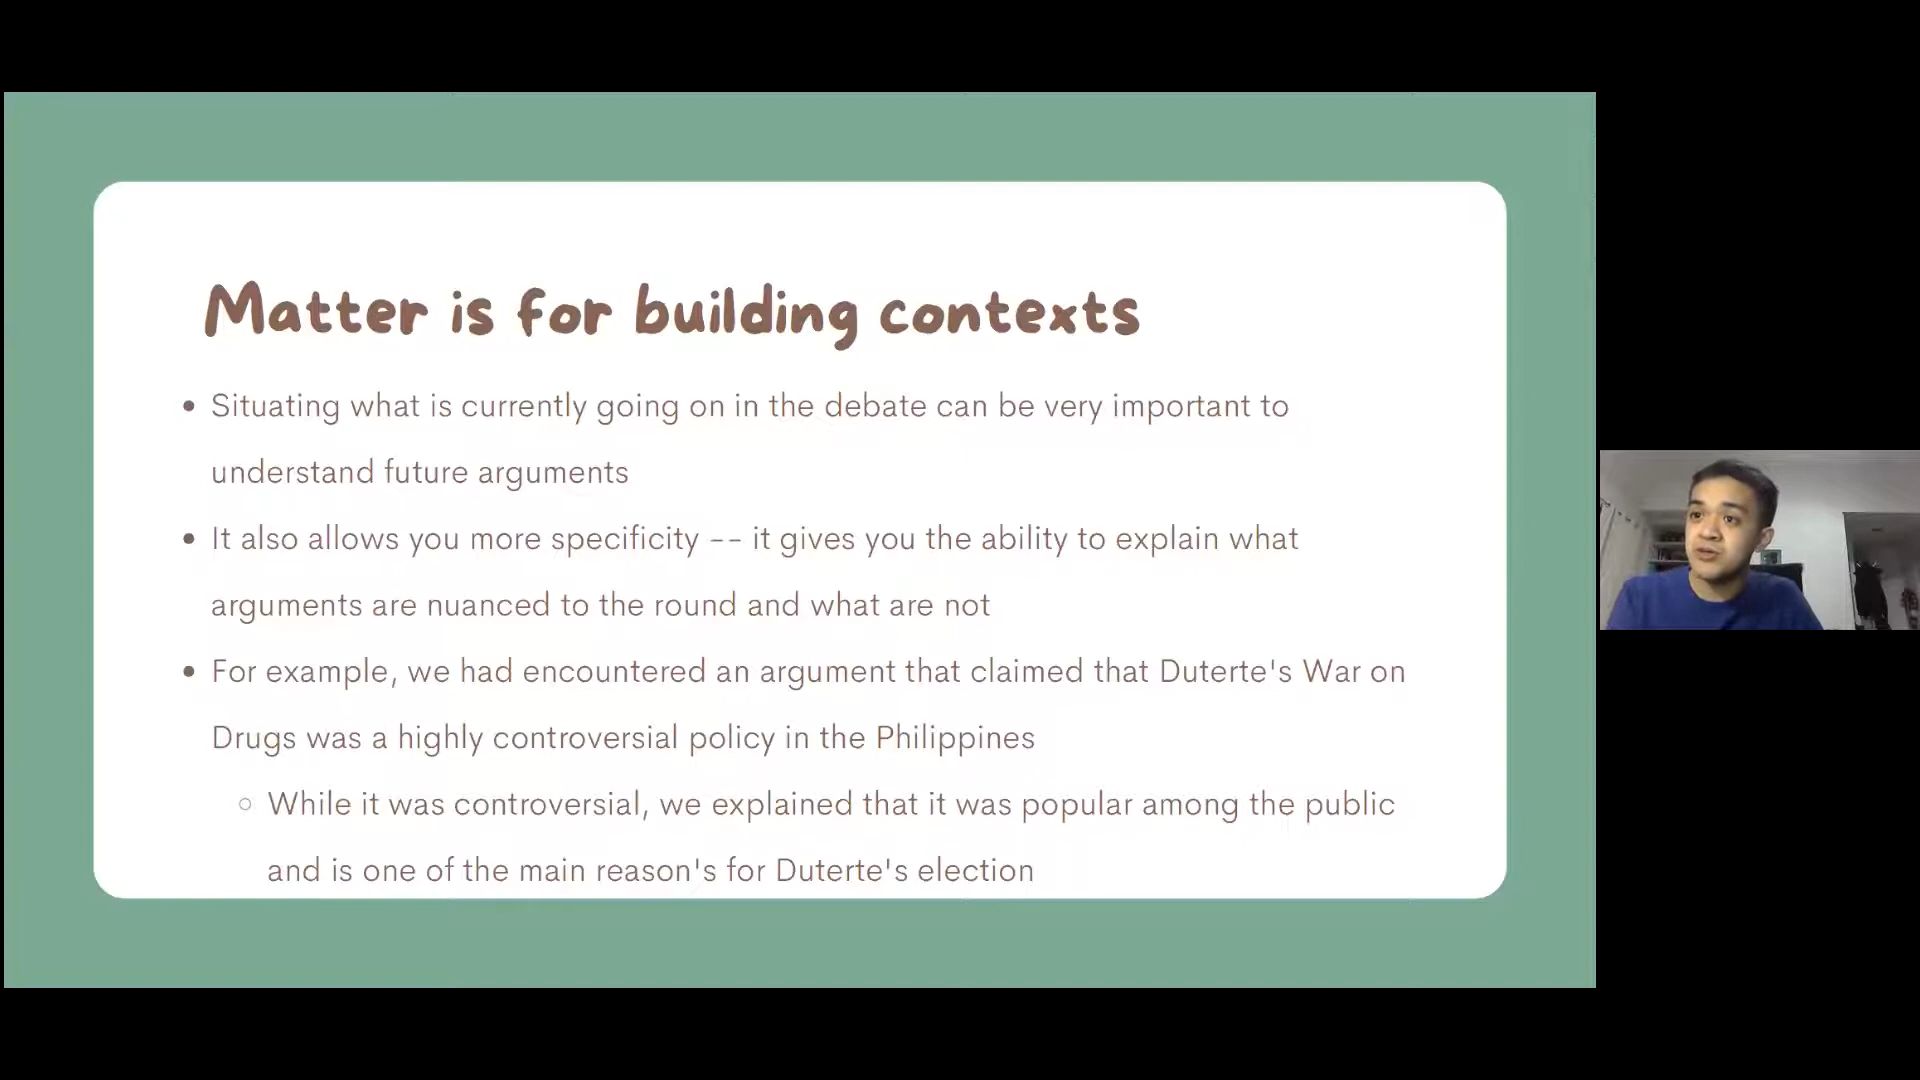 Matter is for building contexts
• Situating what is currently going on in the debate can be very important to
understand future arguments
• It also allows you more specificity -- it gives you the ability to explain what
arguments are nuanced to the round and what are not
• For example, we had encountered an argument that claimed that Duterte's War on
Drugs was a highly controversial policy in the Philippines
○ While it was controversial, we explained that it was popular among the public
and is one of the main reason's for Duterte's election